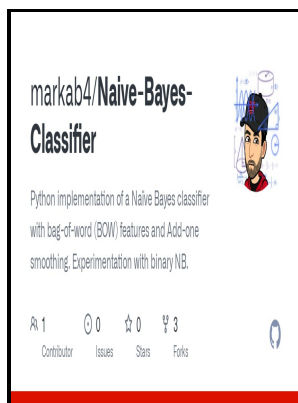 markab4/Naive-Bayes-
Classifier
Python implementation of a Naïve Bayes classifier
with bag-of-word (BOW) features and Add-one
smoothing. Experimentation with binary NB.
1 0 0 3
Contributor Issues Stars Forks